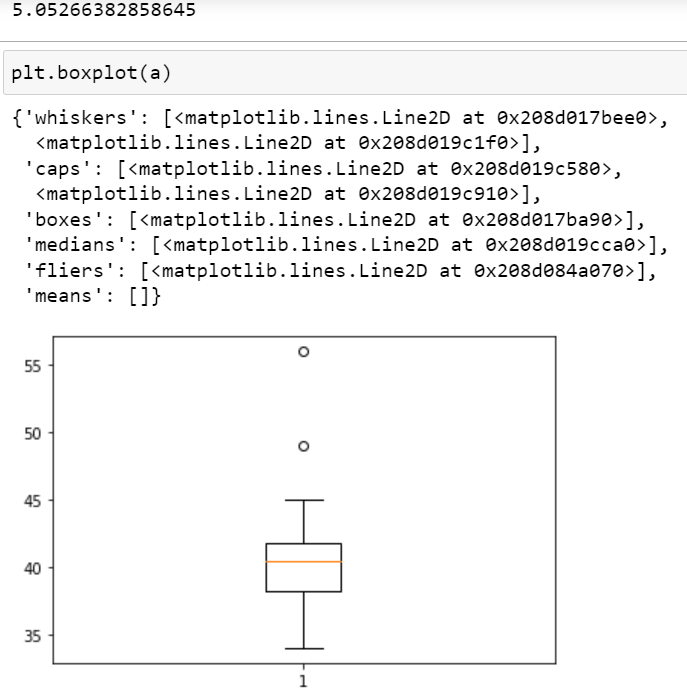 5.05266382858645
plt.boxplot(a)
{'whiskers': [<matplotlib.lines.Line2D at 0x208d017bee0>,
  <matplotlib.lines.Line2D at 0x208d019c1f0>],
 'caps': [<matplotlib.lines.Line2D at 0x208d019c580>,
  <matplotlib.lines.Line2D at 0x208d019c910>],
 'boxes': [<matplotlib.lines.Line2D at 0x208d017ba90>],
 'medians': [<matplotlib.lines.Line2D at 0x208d019cca0>],
 'fliers': [<matplotlib.lines.Line2D at 0x208d084a070>],
 'means': []}
55
50
45
40
35
1